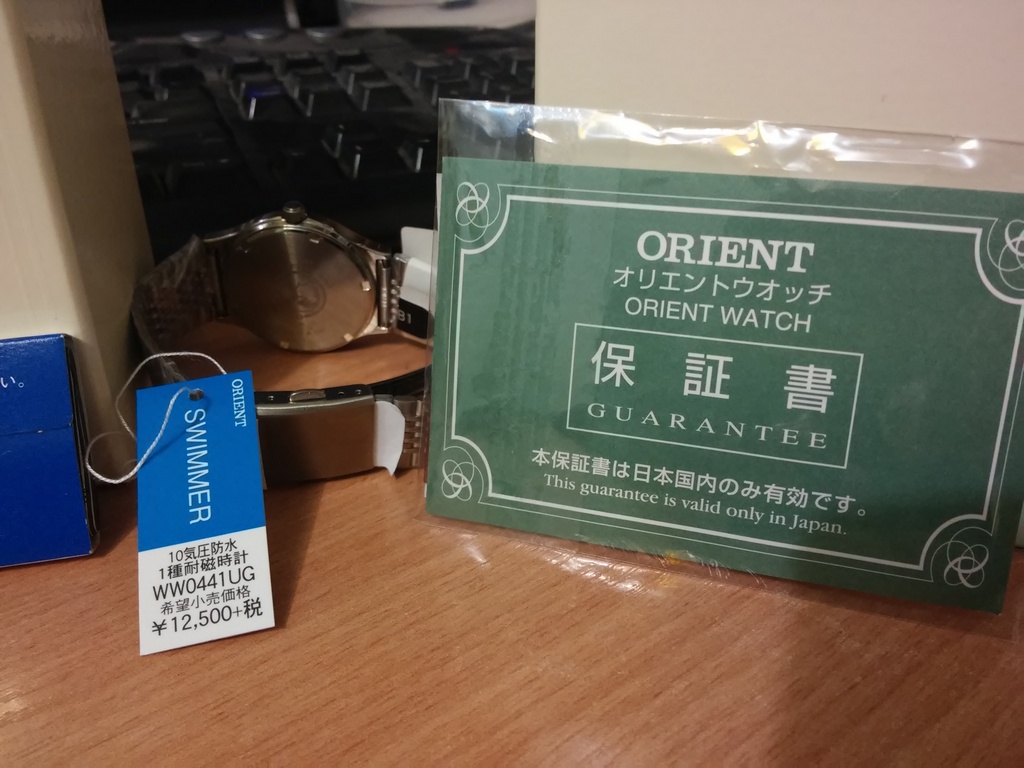 ORIENT
オリエントウオッチ
ORIENT WATCH
保証書
GUARANTEE
本保証書は日本国内のみ有効です。
This guarantee is valid only in Japan.
ORIENT
SWIMMER
10気圧防水
1種耐磁時計
WW0441UG
希望小売価格
¥12,500+税
い。